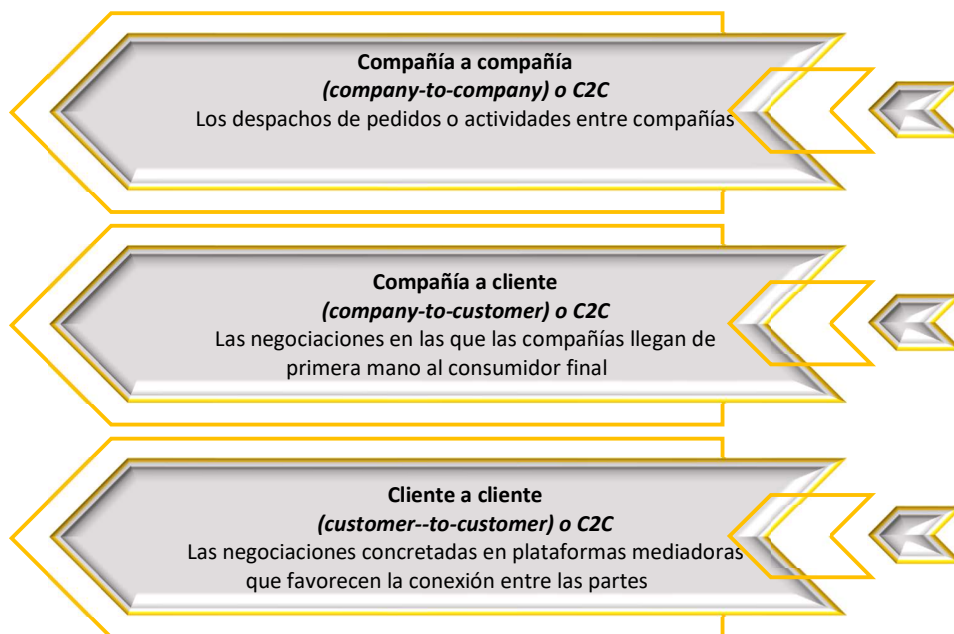 Compañía a compañía
(company-to-company) o C2C
Los despachos de pedidos o actividades entre compañías
Compañía a cliente
(company-to-customer) o C2C
Las negociaciones en las que las compañías llegan de
primera mano al consumidor final
Cliente a cliente
(customer--to-customer) o C2C
Las negociaciones concretadas en plataformas mediadoras
que favorecen la conexión entre las partes